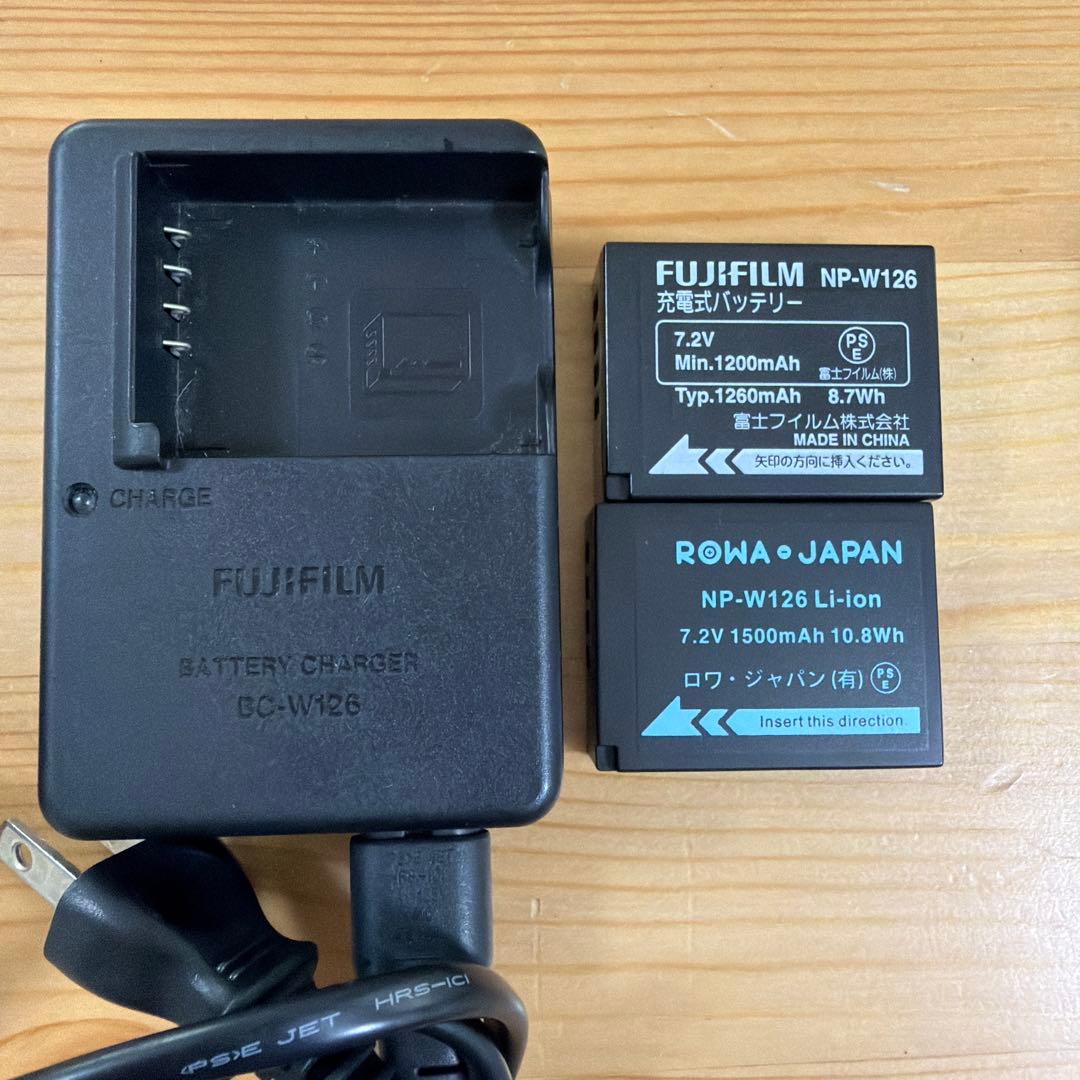 CHARGE
FUJIFILM
BATTERY CHARGER
BC-W126
FUJIFILM NP-W126
充電式バッテリー
7.2V
Min.1200mAh
PS
E
富士フイルム(株)
Typ.1260mAh 8.7Wh
富士フイルム株式会社
MADE IN CHINA
矢印の方向に挿入ください。
ROWA JAPAN
NP-W126 Li-ion
7.2V 1500mAh 10.8Wh
ロワ・ジャパン(有)
PS
E
Insert this direction.
<PS>E JET HRS-ICI